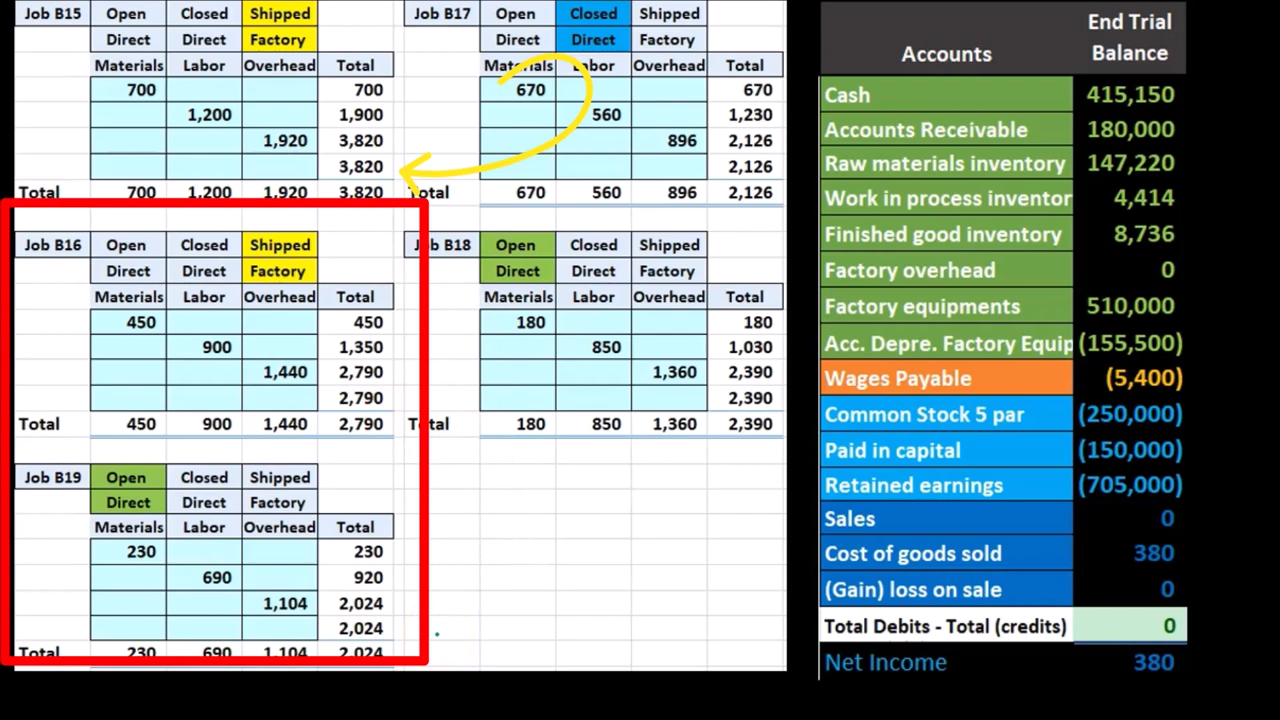 Job B15 Open Closed Shipped
Direct Direct Factory
Materials Labor Overhead Total
700 700
1,200 1,900
1,920 3,820
3,820
Total 700 1,200 1,920 3,820
Job B17 Open Closed Shipped
Direct Direct Factory
Materials Labor Overhead Total
670 670
560 1,230
896 2,126
2,126
Total 670 560 896 2,126
Job B16 Open Closed Shipped
Direct Direct Factory
Materials Labor Overhead Total
450 450
900 1,350
1,440 2,790
2,790
Total 450 900 1,440 2,790
Job B18 Open Closed Shipped
Direct Direct Factory
Materials Labor Overhead Total
180 180
850 1,030
1,360 2,390
2,390
Total 180 850 1,360 2,390
Job B19 Open Closed Shipped
Direct Direct Factory
Materials Labor Overhead Total
230 230
690 920
1,104 2,024
2,024
Total 230 690 1,104 2,024
End Trial
Accounts Balance
Cash 415,150
Accounts Receivable 180,000
Raw materials inventory 147,220
Work in process inventor 4,414
Finished good inventory 8,736
Factory overhead 0
Factory equipments 510,000
Acc. Depre. Factory Equip (155,500)
Wages Payable (5,400)
Common Stock 5 par (250,000)
Paid in capital (150,000)
Retained earnings (705,000)
Sales 0
Cost of goods sold 380
(Gain) loss on sale 0
Total Debits - Total (credits) 0
Net Income 380